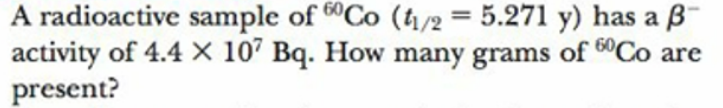 A radioactive sample of ⁶⁰Co (t₁/₂ = 5.271 y) has a β⁻
activity of 4.4 × 10⁷ Bq. How many grams of ⁶⁰Co are
present?